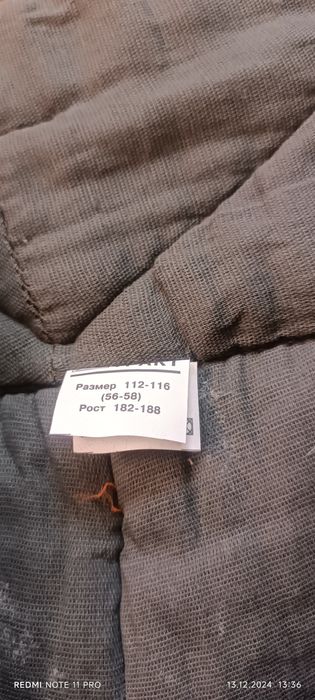 Размер 112-116
(56-58)
Рост 182-188
REDMI NOTE 11 PRO
13.12.2024 13:36